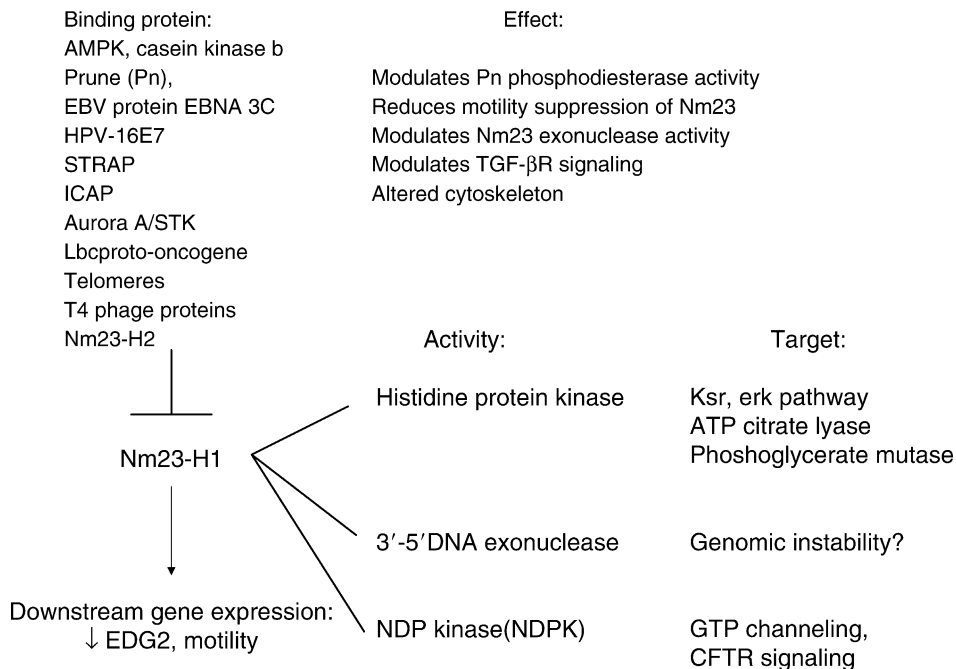 Binding protein: Effect:
AMPK, casein kinase b
Prune (Pn), Modulates Pn phosphodiesterase activity
EBV protein EBNA 3C Reduces motility suppression of Nm23
HPV-16E7 Modulates Nm23 exonuclease activity
STRAP Modulates TGF-βR signaling
ICAP Altered cytoskeleton
Aurora A/STK
Lbcproto-oncogene
Telomeres
T4 phage proteins
Nm23-H2 Activity: Target:
Histidine protein kinase Ksr, erk pathway
ATP citrate lyase
Phoshoglycerate mutase
Nm23-H1
3′-5′DNA exonuclease Genomic instability?
Downstream gene expression:
↓ EDG2, motility
NDP kinase(NDPK) GTP channeling,
CFTR signaling